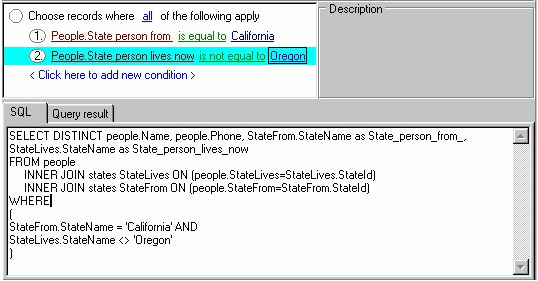 Choose records where all of the following apply
1. People.State person from is equal to California
2. People.State person lives now is not equal to Oregon
< Click here to add new condition >
Description
SQL Query result
SELECT DISTINCT people.Name, people.Phone, StateFrom.StateName as State_person_from_,
StateLives.StateName as State_person_lives_now
FROM people
INNER JOIN states StateLives ON (people.StateLives=StateLives.StateId)
INNER JOIN states StateFrom ON (people.StateFrom=StateFrom.StateId)
WHERE
(
StateFrom.StateName = 'California' AND
StateLives.StateName <> 'Oregon'
)